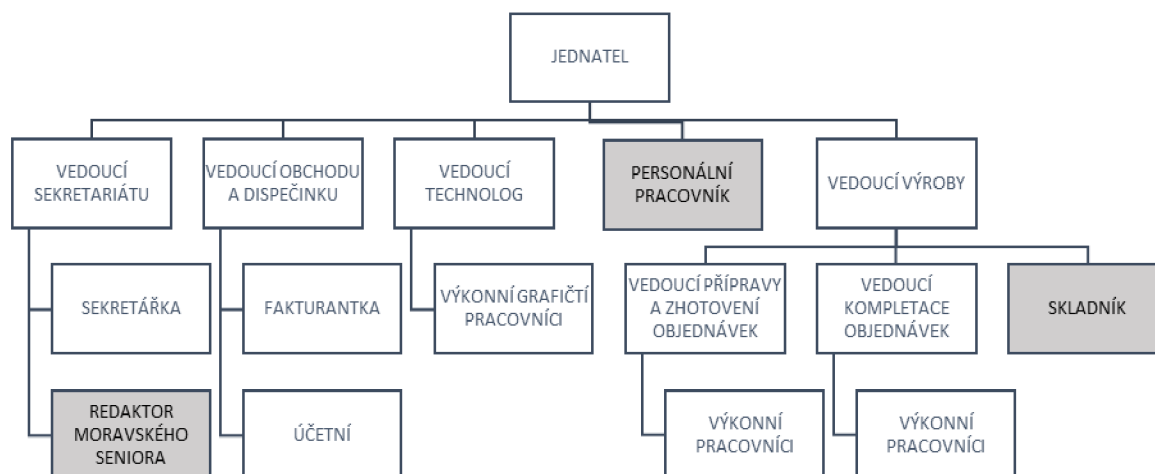 JEDNATEL
VEDOUCÍ
SEKRETARIÁTU
VEDOUCÍ OBCHODU
A DISPEČINKU
VEDOUCÍ
TECHNOLOG
PERSONÁLNÍ
PRACOVNÍK
VEDOUCÍ VÝROBY
SEKRETÁŘKA
FAKTURANTKA
VÝKONNÍ GRAFIČTÍ
PRACOVNÍCI
VEDOUCÍ PŘÍPRAVY
A ZHOTOVENÍ
OBJEDNÁVEK
VEDOUCÍ
KOMPLETACE
OBJEDNÁVEK
SKLADNÍK
REDAKTOR
MORAVSKÉHO
SENIORA
ÚČETNÍ
VÝKONNÍ
PRACOVNÍCI
VÝKONNÍ
PRACOVNÍCI